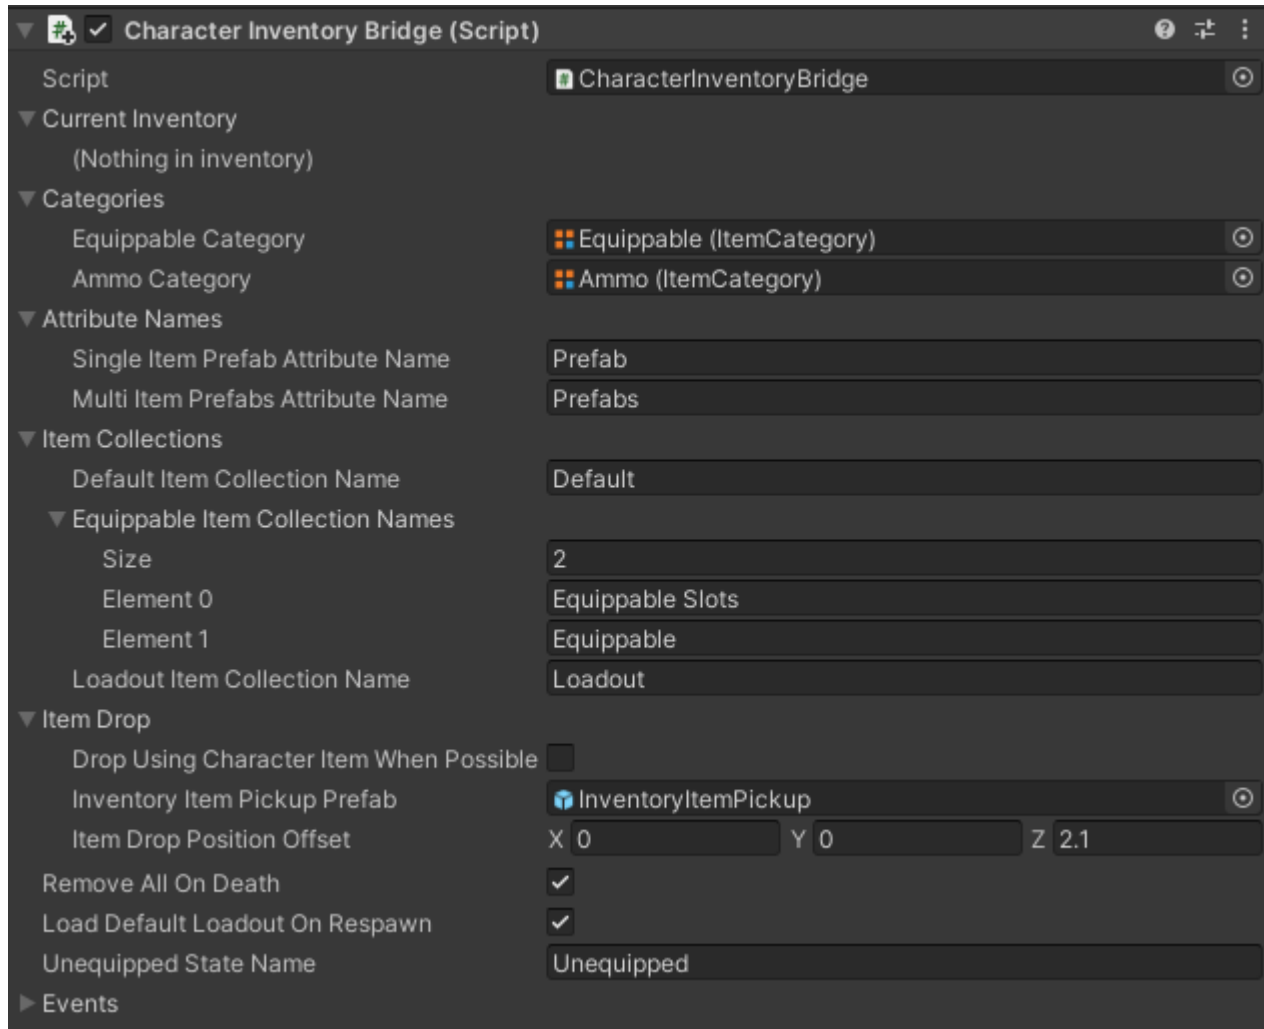 Character Inventory Bridge (Script)
Script CharacterInventoryBridge
Current Inventory
(Nothing in inventory)
Categories
Equippable Category Equippable (ItemCategory)
Ammo Category Ammo (ItemCategory)
Attribute Names
Single Item Prefab Attribute Name Prefab
Multi Item Prefabs Attribute Name Prefabs
Item Collections
Default Item Collection Name Default
Equippable Item Collection Names
Size 2
Element 0 Equippable Slots
Element 1 Equippable
Loadout Item Collection Name Loadout
Item Drop
Drop Using Character Item When Possible
Inventory Item Pickup Prefab InventoryItemPickup
Item Drop Position Offset X 0 Y 0 Z 2.1
Remove All On Death
Load Default Loadout On Respawn
Unequipped State Name Unequipped
Events